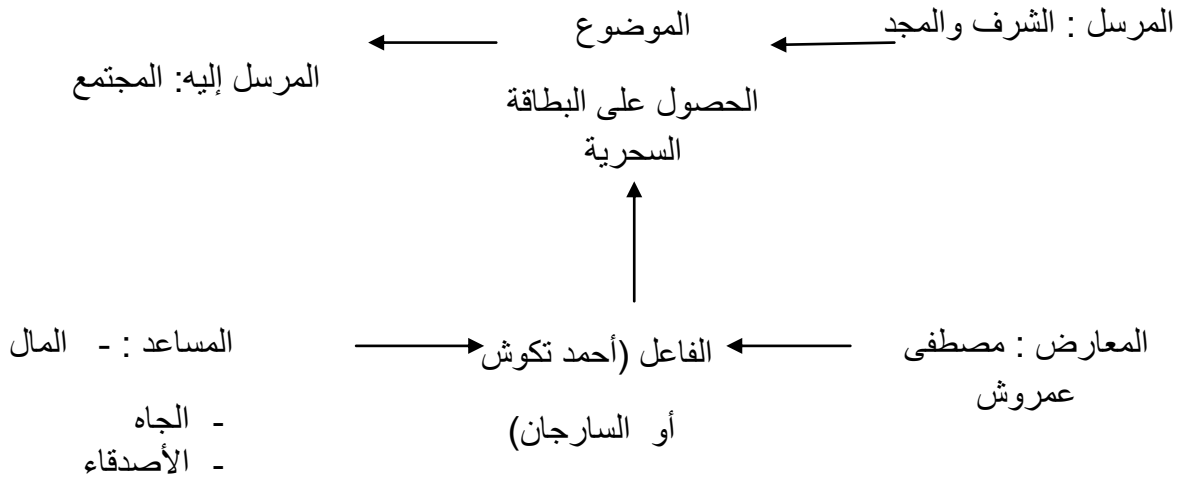 المرسل : الشرف والمجد
الموضوع
المرسل إليه: المجتمع
الحصول على البطاقة
السحرية
المعارض : مصطفى
عمروش
الفاعل (أحمد تكوش
أو السارجان)
المساعد : - المال
- الجاه
- الأصدقاء